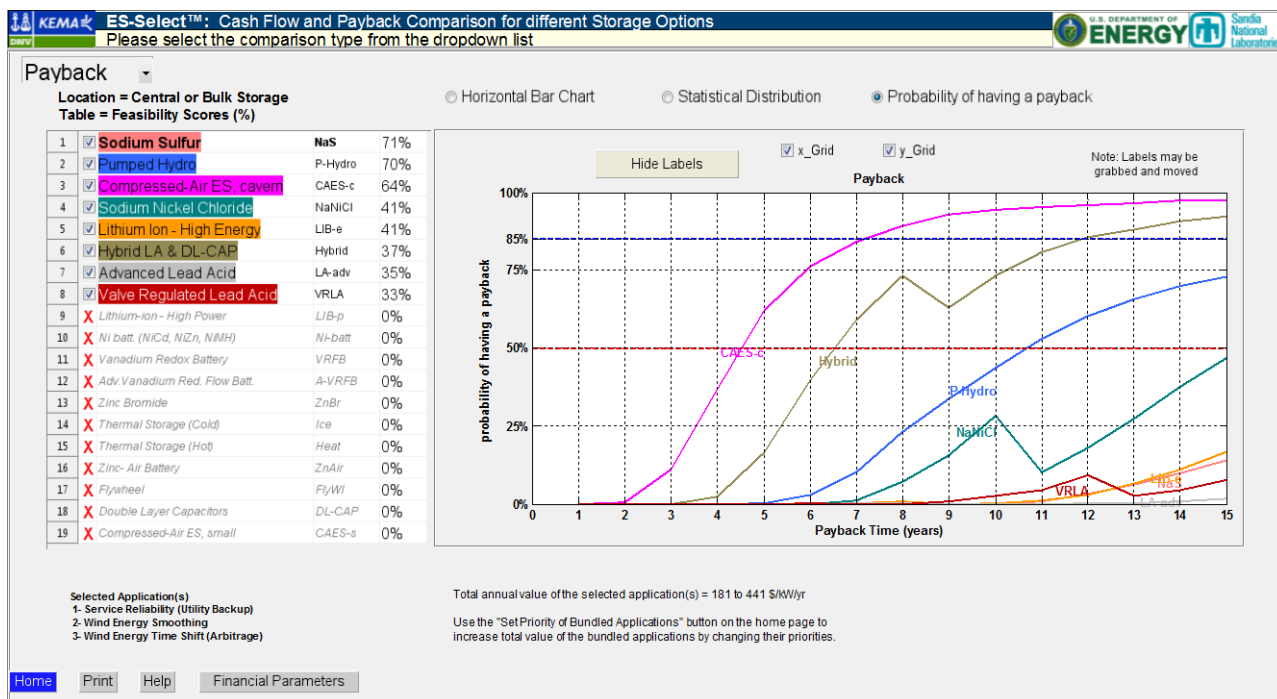 KEMA
DNV
ES-Select™: Cash Flow and Payback Comparison for different Storage Options
Please select the comparison type from the dropdown list
U.S. DEPARTMENT OF
ENERGY
Sandia
National
Laboratories
Payback
Location = Central or Bulk Storage
Table = Feasibility Scores (%)
Horizontal Bar Chart
Statistical Distribution
Probability of having a payback
1 Sodium Sulfur NaS 71%
2 Pumped Hydro P-Hydro 70%
3 Compressed-Air ES, cavern CAES-c 64%
4 Sodium Nickel Chloride NaNiCl 41%
5 Lithium Ion - High Energy LIB-e 41%
6 Hybrid LA & DL-CAP Hybrid 37%
7 Advanced Lead Acid LA-adv 35%
8 Valve Regulated Lead Acid VRLA 33%
9 X Lithium-ion - High Power LIB-p 0%
10 X Ni batt. (NiCd, NiZn, NiMH) Ni-batt 0%
11 X Vanadium Redox Battery VRFB 0%
12 X Adv.Vanadium Red. Flow Batt. A-VRFB 0%
13 X Zinc Bromide ZnBr 0%
14 X Thermal Storage (Cold) Ice 0%
15 X Thermal Storage (Hot) Heat 0%
16 X Zinc- Air Battery ZnAir 0%
17 X Flywheel FlyWl 0%
18 X Double Layer Capacitors DL-CAP 0%
19 X Compressed-Air ES, small CAES-s 0%
Hide Labels
x_Grid
y_Grid
Note: Labels may be
grabbed and moved
Payback
100%
85%
75%
50%
25%
0%
probability of having a payback
CAES-c
Hybrid
P-Hydro
NaNiCl
VRLA
LIB-e
NaS
LA-adv
0 1 2 3 4 5 6 7 8 9 10 11 12 13 14 15
Payback Time (years)
Selected Application(s)
1- Service Reliability (Utility Backup)
2- Wind Energy Smoothing
3- Wind Energy Time Shift (Arbitrage)
Total annual value of the selected application(s) = 181 to 441 $/kW/yr
Use the "Set Priority of Bundled Applications" button on the home page to
increase total value of the bundled applications by changing their priorities.
Home
Print
Help
Financial Parameters